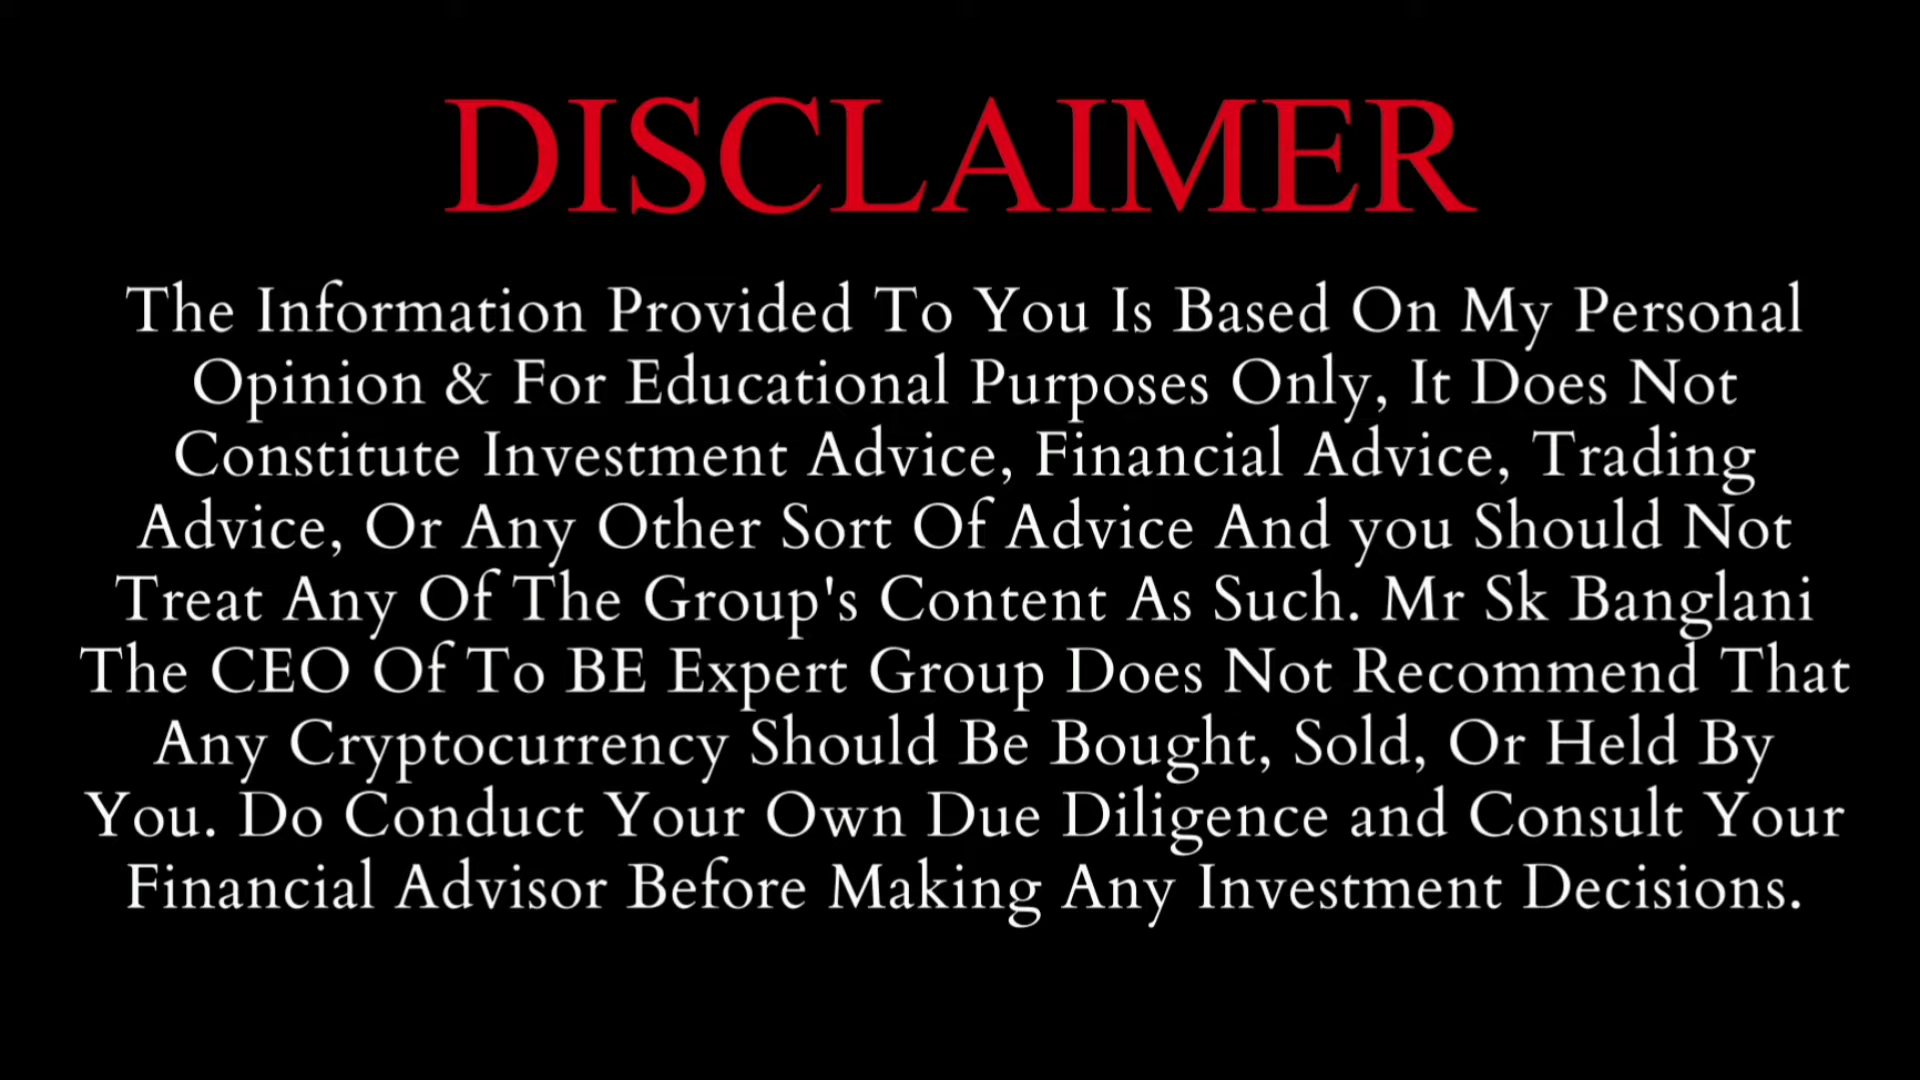 DISCLAIMER
The Information Provided To You Is Based On My Personal
Opinion & For Educational Purposes Only, It Does Not
Constitute Investment Advice, Financial Advice, Trading
Advice, Or Any Other Sort Of Advice And you Should Not
Treat Any Of The Group's Content As Such. Mr Sk Banglani
The CEO Of To BE Expert Group Does Not Recommend That
Any Cryptocurrency Should Be Bought, Sold, Or Held By
You. Do Conduct Your Own Due Diligence and Consult Your
Financial Advisor Before Making Any Investment Decisions.